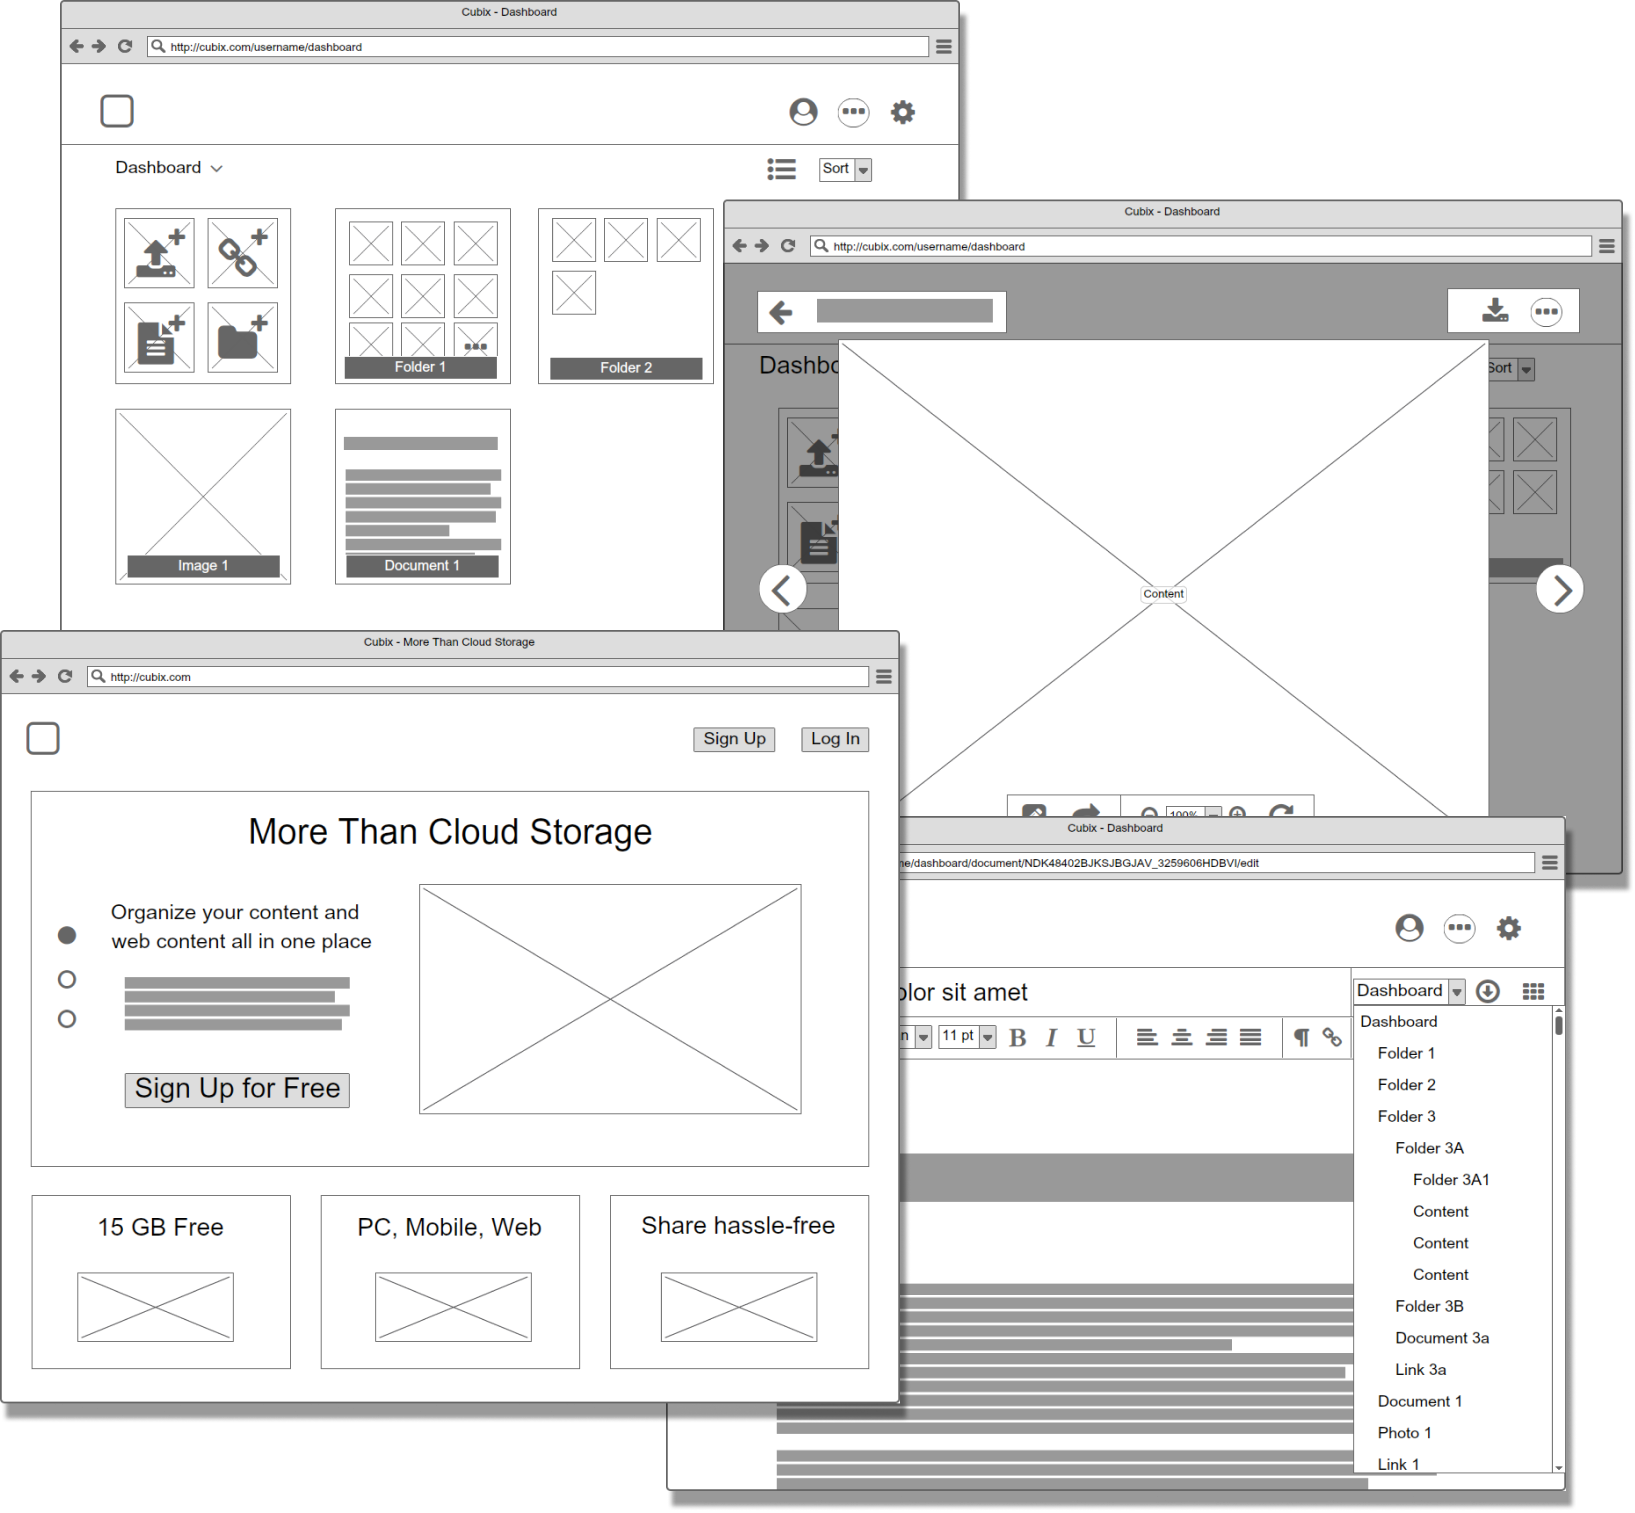 Cubix - Dashboard
http://cubix.com/username/dashboard
Dashboard
Sort
Folder 1
Folder 2
Image 1
Document 1
Cubix - Dashboard
http://cubix.com/username/dashboard
Sort
Content
100%
Cubix - More Than Cloud Storage
http://cubix.com
Sign Up
Log In
More Than Cloud Storage
Organize your content and
web content all in one place
Sign Up for Free
15 GB Free
PC, Mobile, Web
Share hassle-free
Cubix - Dashboard
/dashboard/document/NDK48402BJKSJBGJAV_3259606HDBVI/edit
olor sit amet
Dashboard
11 pt
B I U
Dashboard
Folder 1
Folder 2
Folder 3
Folder 3A
Folder 3A1
Content
Content
Content
Folder 3B
Document 3a
Link 3a
Document 1
Photo 1
Link 1